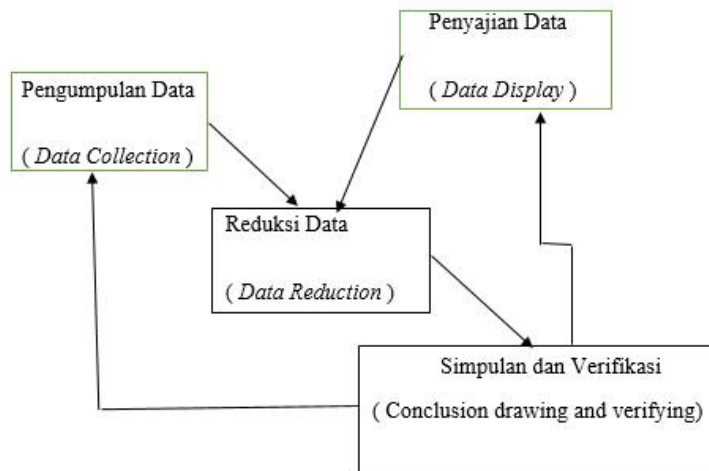 Penyajian Data
( Data Display )
Pengumpulan Data
( Data Collection )
Reduksi Data
( Data Reduction )
Simpulan dan Verifikasi
( Conclusion drawing and verifying)